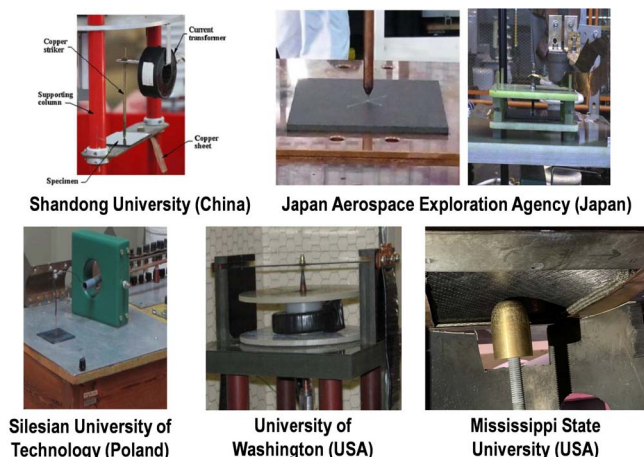 Copper
striker
Current
transformer
Supporting
column
Specimen
Copper
sheet
Shandong University (China)
Japan Aerospace Exploration Agency (Japan)
Silesian University of
Technology (Poland)
University of
Washington (USA)
Mississippi State
University (USA)